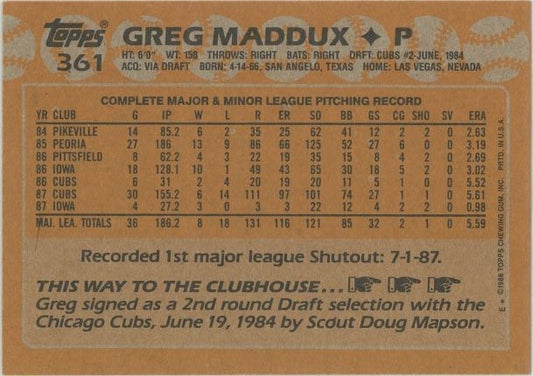 topps® GREG MADDUX ✦ P
361 HT: 6'0" WT: 150 THROWS: RIGHT BATS: RIGHT DRFT: CUBS #2-JUNE, 1984
ACQ: VIA DRAFT BORN: 4-14-66, SAN ANGELO, TEXAS HOME: LAS VEGAS, NEVADA
COMPLETE MAJOR & MINOR LEAGUE PITCHING RECORD
YR CLUB G IP W L R ER SO BB GS CG SHO SV ERA
84 PIKEVILLE 14 85.2 6 2 35 25 62 41 12 2 2 0 2.63
85 PEORIA 27 186 13 9 86 66 125 52 27 6 0 0 3.19
86 PITTSFIELD 8 62.2 4 3 22 19 35 15 8 4 2 0 2.69
86 IOWA 18 128.1 10 1 49 43 65 30 18 5 2 0 3.02
86 CUBS 6 31 2 4 20 19 20 11 5 1 0 0 5.52
87 CUBS 30 155.2 6 14 111 97 101 74 27 1 1 0 5.61
87 IOWA 4 27.2 3 0 3 3 22 12 4 2 0 0.98
MAJ. LEA. TOTALS 36 186.2 8 18 131 116 121 85 32 2 1 0 5.59
Recorded 1st major league Shutout: 7-1-87.
THIS WAY TO THE CLUBHOUSE...
Greg signed as a 2nd round Draft selection with the
Chicago Cubs, June 19, 1984 by Scout Doug Mapson.
E * ©1988 TOPPS CHEWING GUM, INC. PRTD. IN U.S.A.